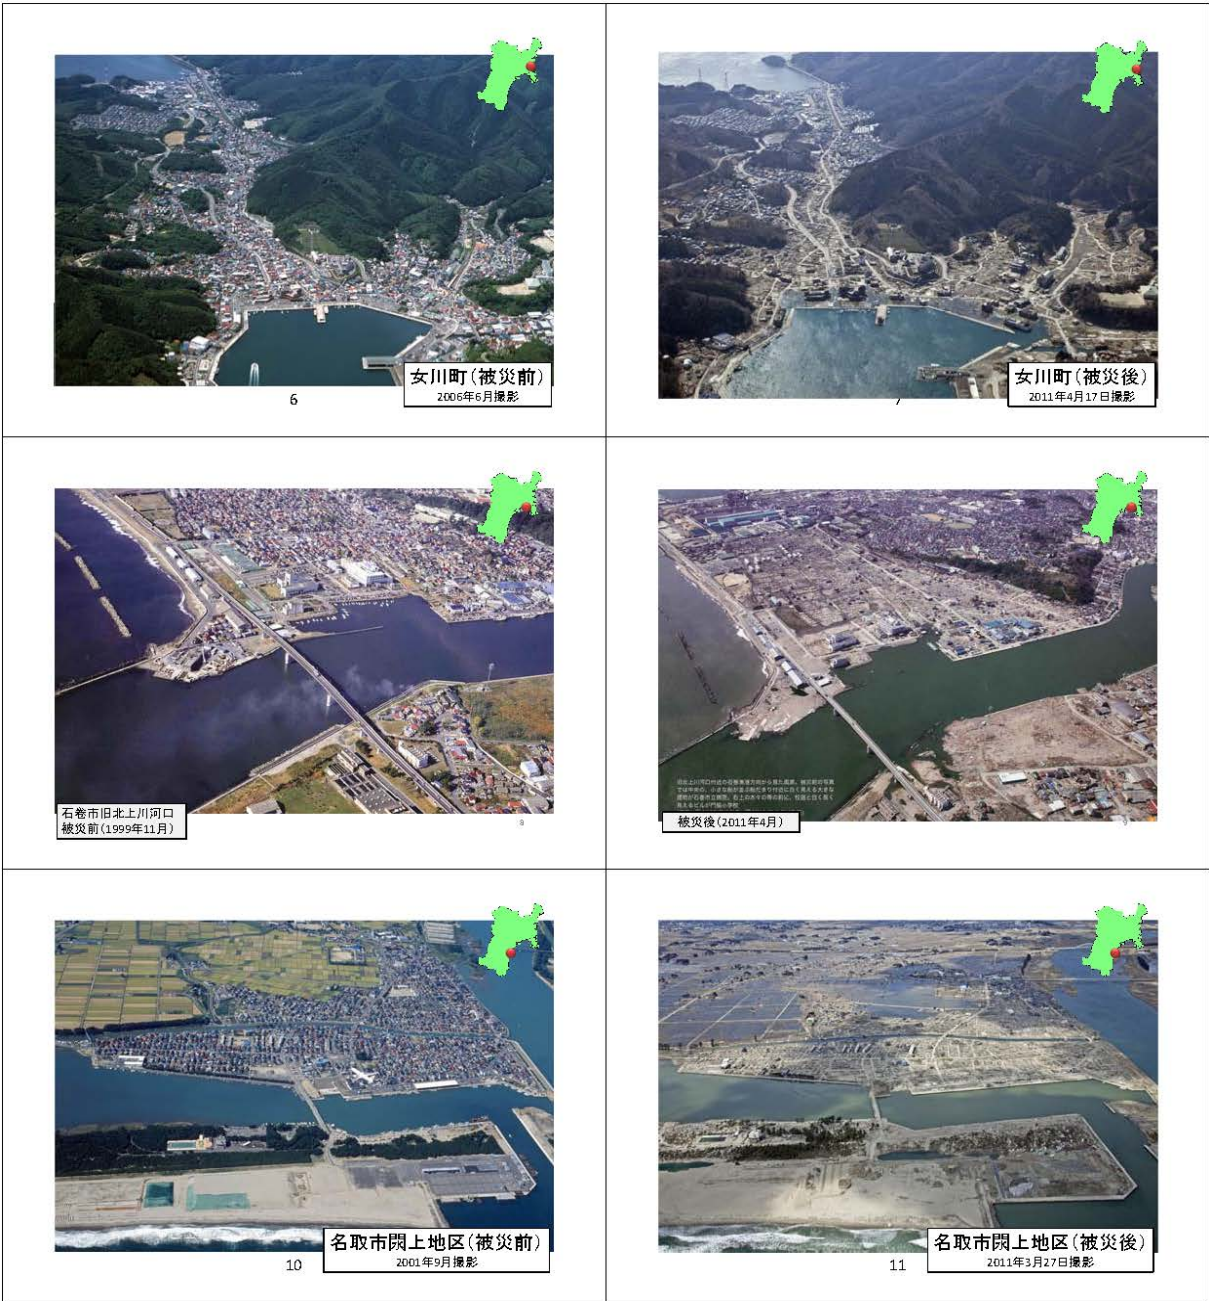 女川町（被災前）
2006年6月撮影
6
女川町（被災後）
2011年4月17日撮影
石巻市旧北上川河口
被災前（1999年11月）
8
被災後（2011年4月）
9
名取市閖上地区（被災前）
2001年9月撮影
10
名取市閖上地区（被災後）
2011年3月27日撮影
11